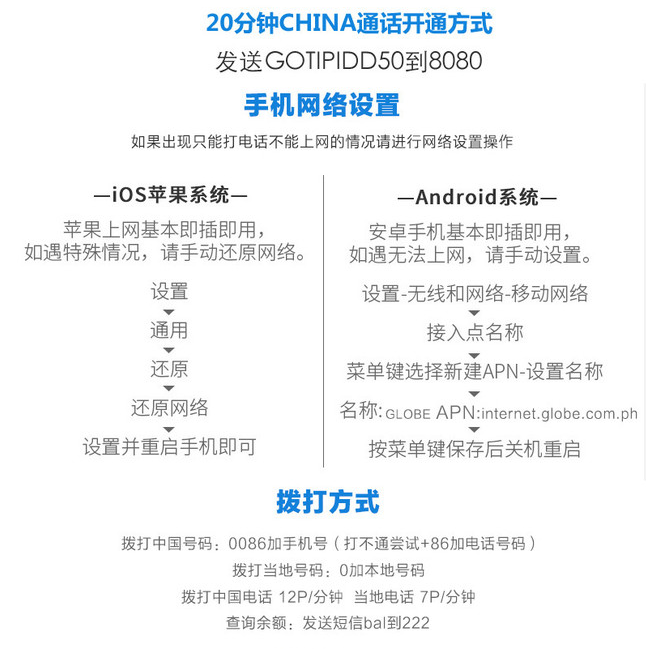 20分钟CHINA通话开通方式
发送GOTIPIDD50到8080
手机网络设置
如果出现只能打电话不能上网的情况请进行网络设置操作
—iOS苹果系统—
苹果上网基本即插即用，
如遇特殊情况，请手动还原网络。
设置
通用
还原
还原网络
设置并重启手机即可
—Android系统—
安卓手机基本即插即用，
如遇无法上网，请手动设置。
设置-无线和网络-移动网络
接入点名称
菜单键选择新建APN-设置名称
名称:GLOBE APN:internet.globe.com.ph
按菜单键保存后关机重启
拨打方式
拨打中国号码：0086加手机号（打不通尝试+86加电话号码）
拨打当地号码：0加本地号码
拨打中国电话 12P/分钟 当地电话 7P/分钟
查询余额：发送短信bal到222